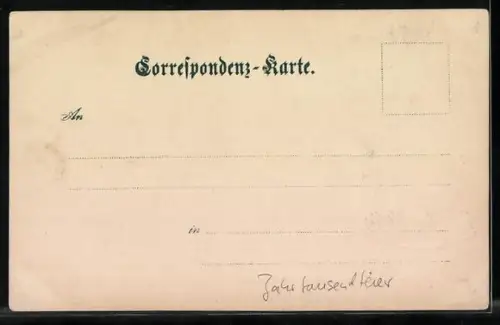 Correspondenz-Karte.
An
in
Jahrtausendfeier